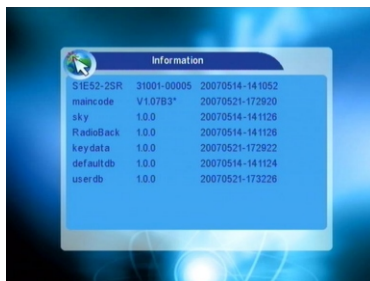 Information
S1E52-2SR 31001-00005 20070514-141052
maincode V1.07B3* 20070521-172920
sky 1.0.0 20070514-141126
RadioBack 1.0.0 20070514-141126
keydata 1.0.0 20070521-172922
defaultdb 1.0.0 20070514-141124
userdb 1.0.0 20070521-173226